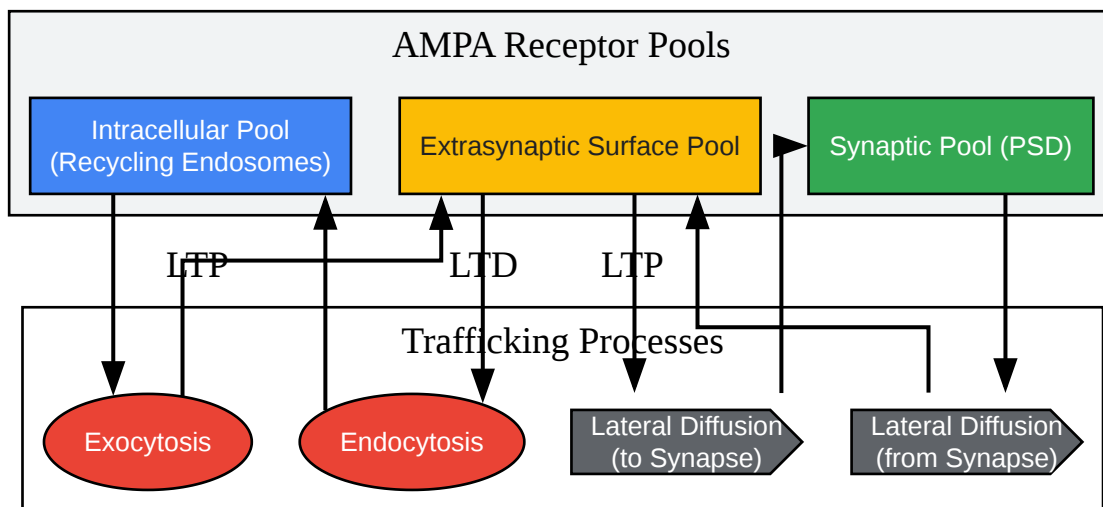 AMPA Receptor Pools
Intracellular Pool
(Recycling Endosomes)
Extrasynaptic Surface Pool
Synaptic Pool (PSD)
LTP
LTD
LTP
Trafficking Processes
Exocytosis
Endocytosis
Lateral Diffusion
(to Synapse)
Lateral Diffusion
(from Synapse)